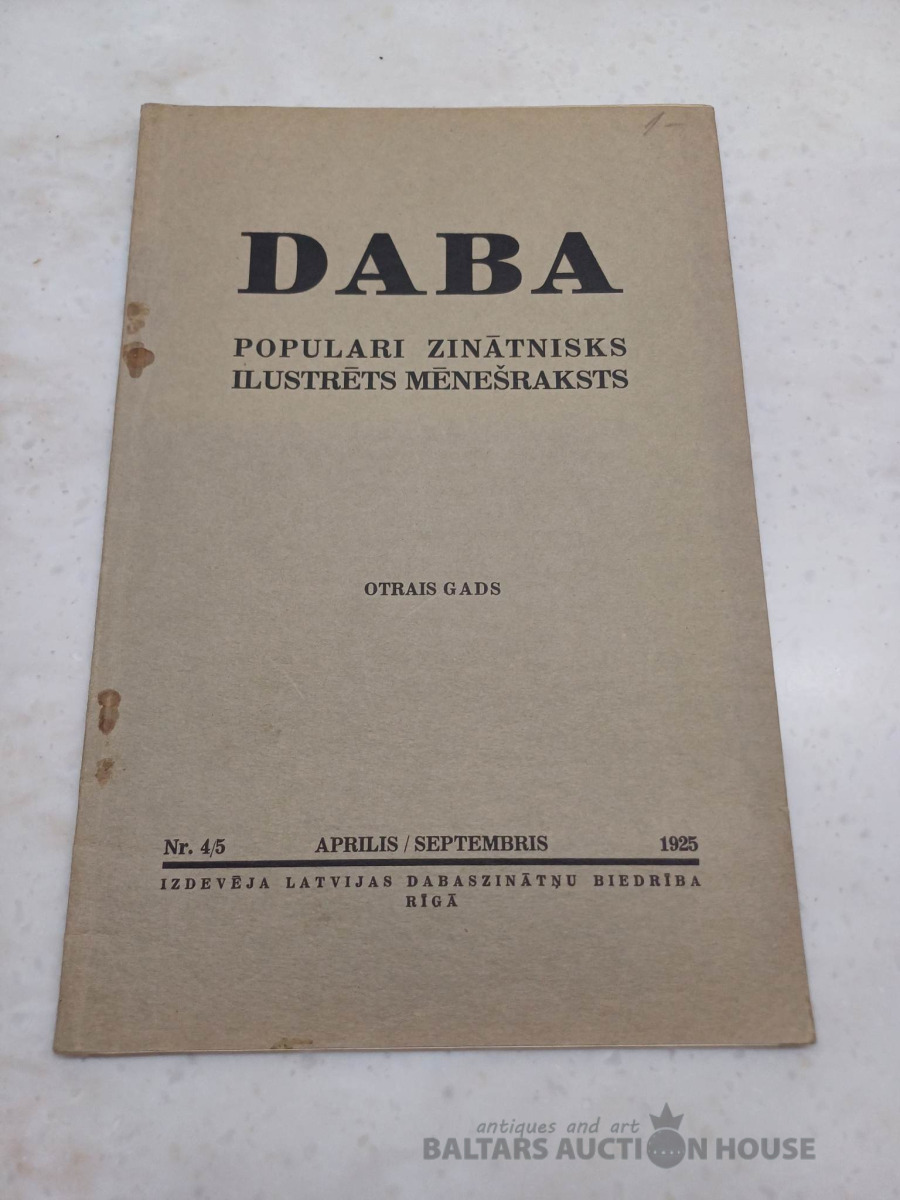 1 –
DABA
POPULARI ZINĀTNISKS
ILUSTRĒTS MĒNEŠRAKSTS
OTRAIS GADS
Nr. 4/5 APRILIS / SEPTEMBRIS 1925
IZDEVĒJA LATVIJAS DABASZINĀTŅU BIEDRĪBA
RĪGĀ
antiques and art
BALTARS AUCTION HOUSE